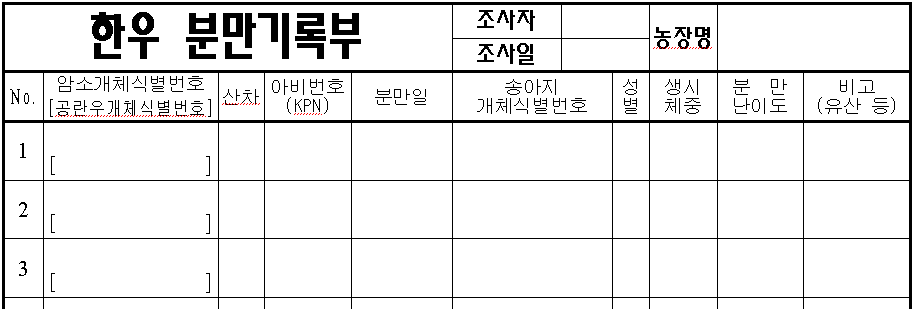 한우 분만기록부
조사자
조사일
농장명
No.
암소개체식별번호
[공란우개체식별번호]
산차
아비번호
(KPN)
분만일
송아지
개체식별번호
성
별
생시
체중
분 만
난이도
비고
(유산 등)
1
[ ]
2
[ ]
3
[ ]